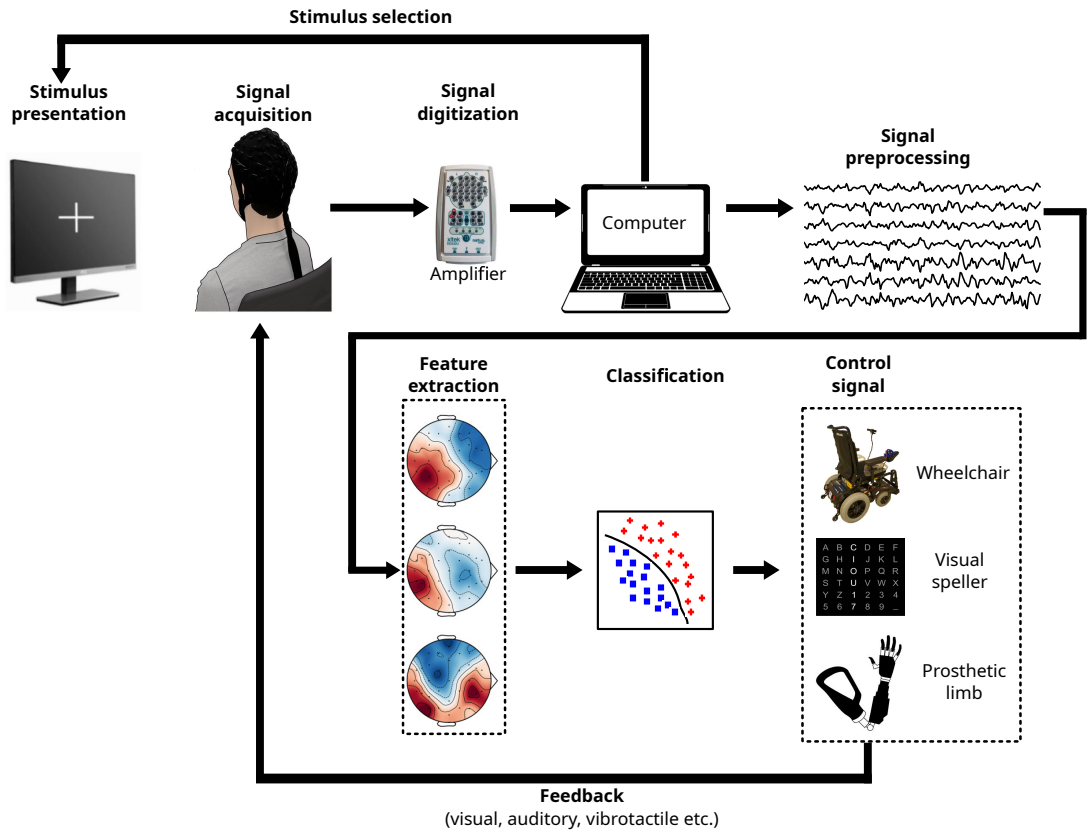 Stimulus selection
Stimulus
presentation
Signal
acquisition
Signal
digitization
Amplifier
Computer
Signal
preprocessing
Feature
extraction
Classification
Control
signal
Wheelchair
A B C D E F
G H I J K L
M N O P Q R
S T U V W X
Y Z 1 2 3 4
5 6 7 8 9 _
Visual
speller
Prosthetic
limb
Feedback
(visual, auditory, vibrotactile etc.)